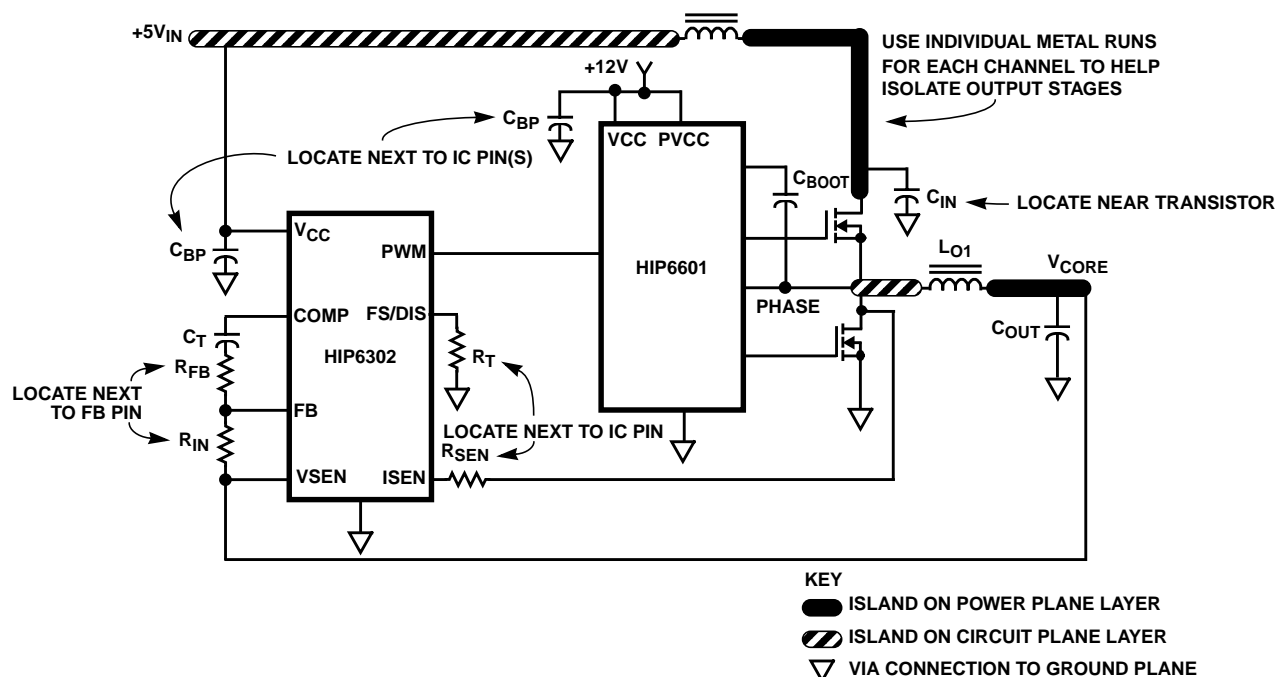 +5VIN
USE INDIVIDUAL METAL RUNS
FOR EACH CHANNEL TO HELP
ISOLATE OUTPUT STAGES
+12V
CBP
VCC PVCC
LOCATE NEXT TO IC PIN(S)
CBOOT
CIN
LOCATE NEAR TRANSISTOR
VCC
CBP
PWM
HIP6601
LO1
VCORE
PHASE
COMP
FS/DIS
CT
HIP6302
RFB
RT
COUT
LOCATE NEXT
TO FB PIN
FB
RIN
LOCATE NEXT TO IC PIN
RSEN
VSEN
ISEN
KEY
ISLAND ON POWER PLANE LAYER
ISLAND ON CIRCUIT PLANE LAYER
VIA CONNECTION TO GROUND PLANE